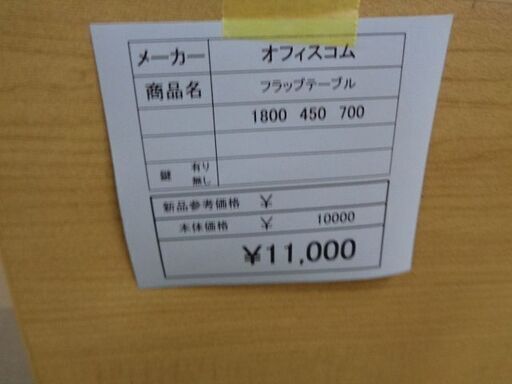 メーカー オフィスコム
商品名 フラップテーブル
1800 450 700
鍵 有り
無し
新品参考価格 ¥
本体価格 ¥ 10000
¥11,000